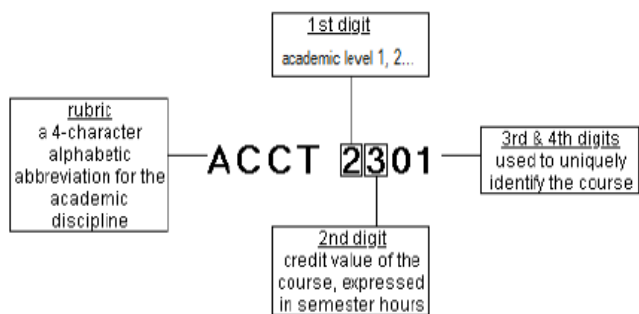 1st digit
academic level 1, 2...
rubric
a 4-character
alphabetic
abbreviation for the
academic
discipline
ACCT 2301
3rd & 4th digits
used to uniquely
identify the course
2nd digit
credit value of the
course, expressed
in semester hours